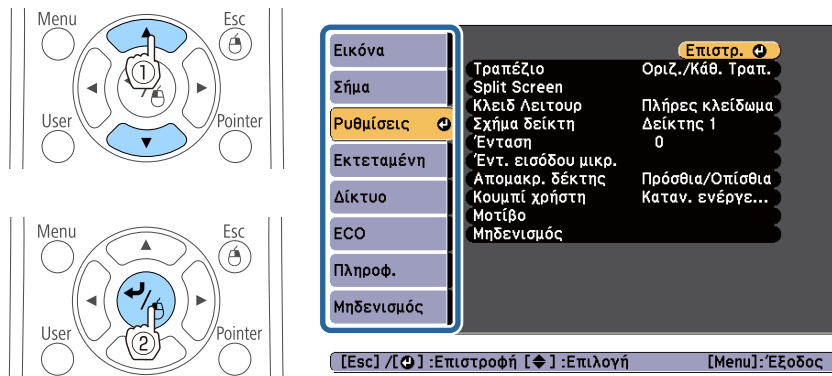 Menu Esc
①
User Pointer
Menu Esc
②
User Pointer
Εικόνα
Σήμα
Ρυθμίσεις
Εκτεταμένη
Δίκτυο
ECO
Πληροφ.
Μηδενισμός
Επιστρ.
Τραπέζιο Οριζ./Κάθ. Τραπ.
Split Screen
Κλειδ Λειτουρ Πλήρες κλείδωμα
Σχήμα δείκτη Δείκτης 1
Ένταση 0
Έντ. εισόδου μικρ.
Απομακρ. δέκτης Πρόσθια/Οπίσθια
Κουμπί χρήστη Καταν. ενέργε...
Μοτίβο
Μηδενισμός
[Esc] /[⏎] :Επιστροφή [◆] :Επιλογή [Menu]:Έξοδος